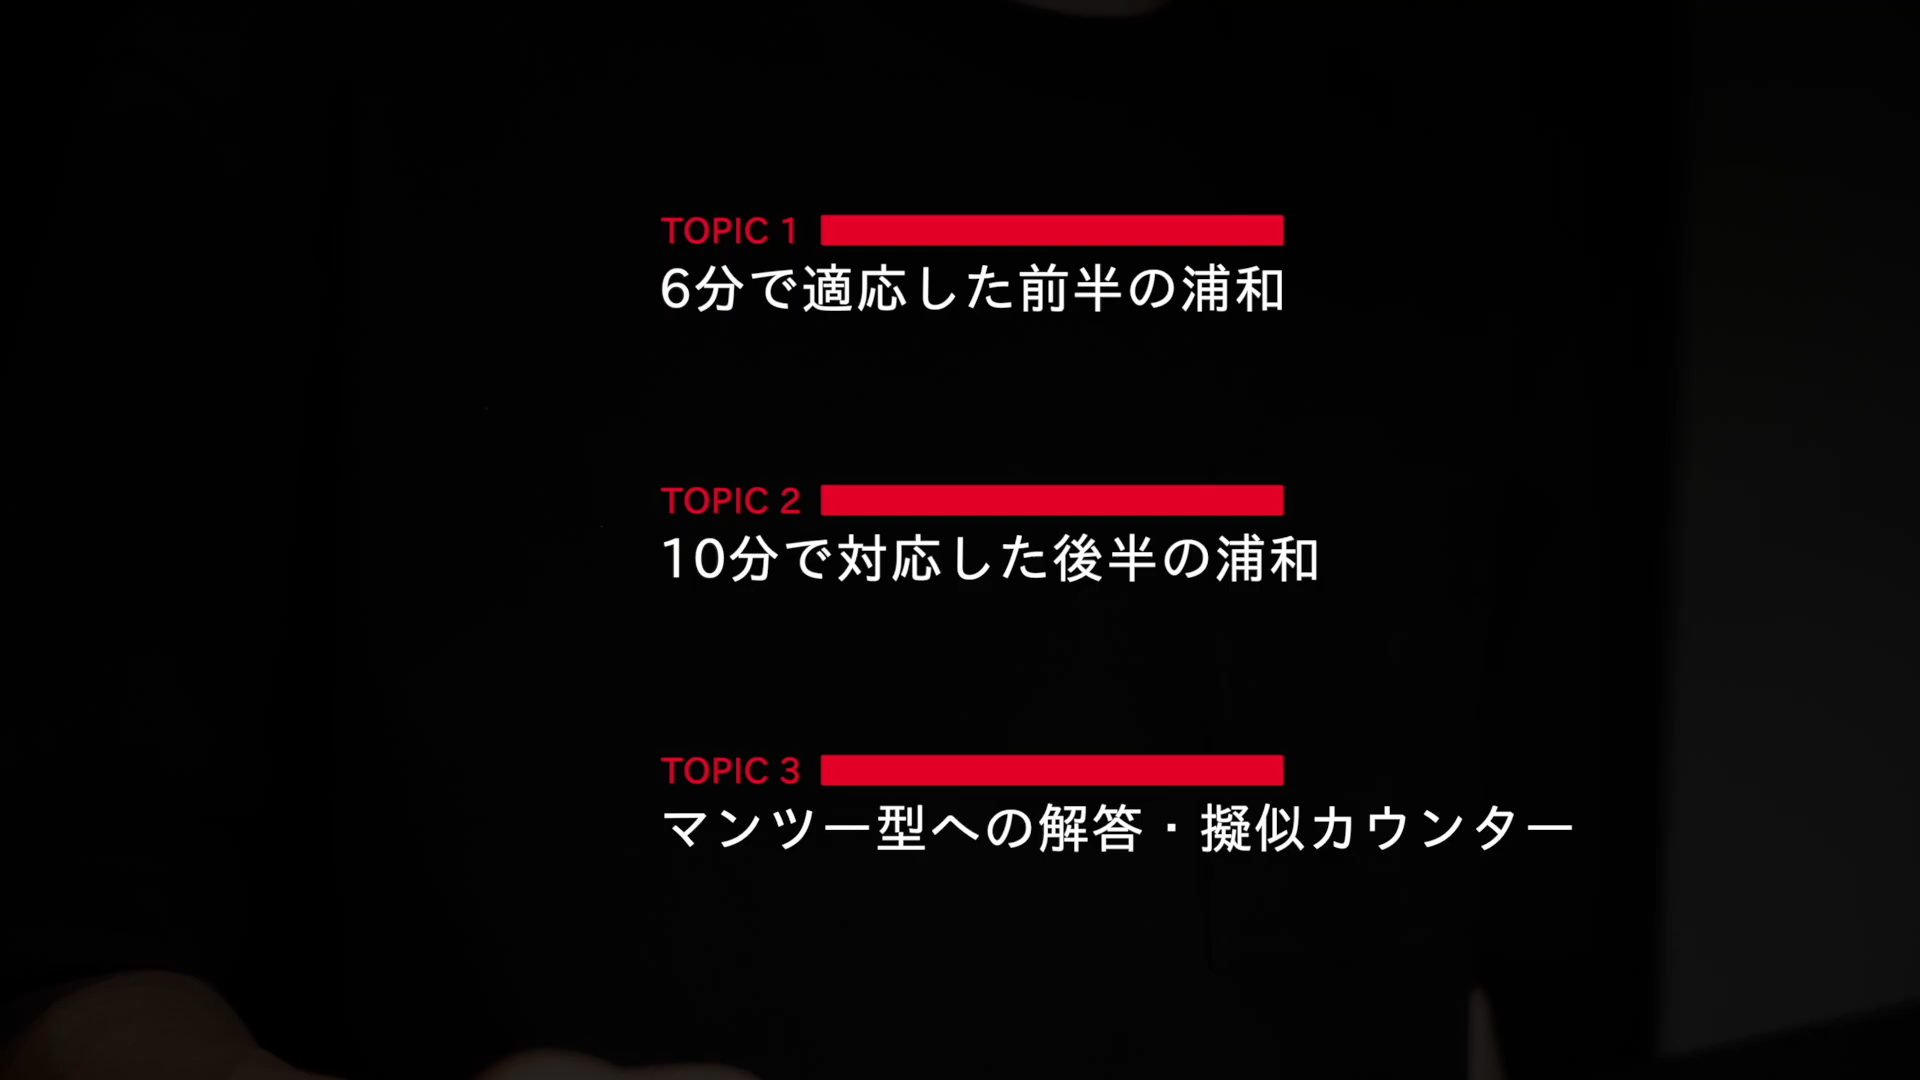 TOPIC 1
6分で適応した前半の浦和
TOPIC 2
10分で対応した後半の浦和
TOPIC 3
マンツー型への解答・擬似カウンター